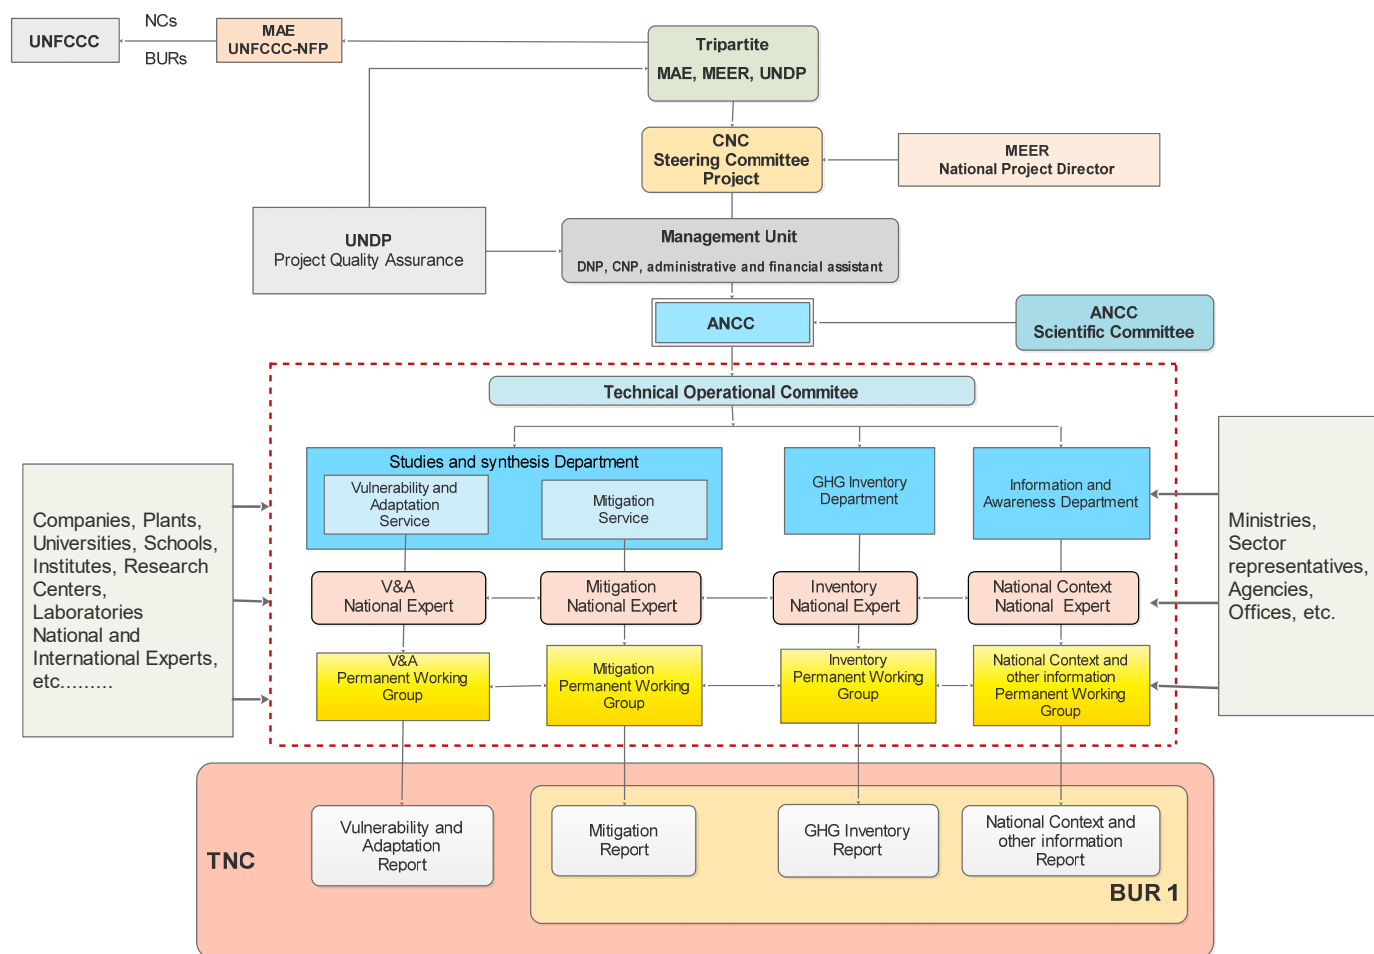 NCs
UNFCCC
BURs
MAE
UNFCCC-NFP
Tripartite
MAE, MEER, UNDP
CNC
Steering Committee
Project
MEER
National Project Director
UNDP
Project Quality Assurance
Management Unit
DNP, CNP, administrative and financial assistant
ANCC
ANCC
Scientific Committee
Technical Operational Commitee
Studies and synthesis Department
Vulnerability and
Adaptation
Service
Mitigation
Service
GHG Inventory
Department
Information and
Awareness Department
Companies, Plants,
Universities, Schools,
Institutes, Research
Centers,
Laboratories
National and
International Experts,
etc.........
Ministries,
Sector
representatives,
Agencies,
Offices, etc.
V&A
National Expert
Mitigation
National Expert
Inventory
National Expert
National Context
National Expert
V&A
Permanent Working
Group
Mitigation
Permanent Working
Group
Inventory
Permanent Working
Group
National Context and
other information
Permanent Working
Group
TNC
Vulnerability and
Adaptation
Report
Mitigation
Report
GHG Inventory
Report
National Context and
other information
Report
BUR 1